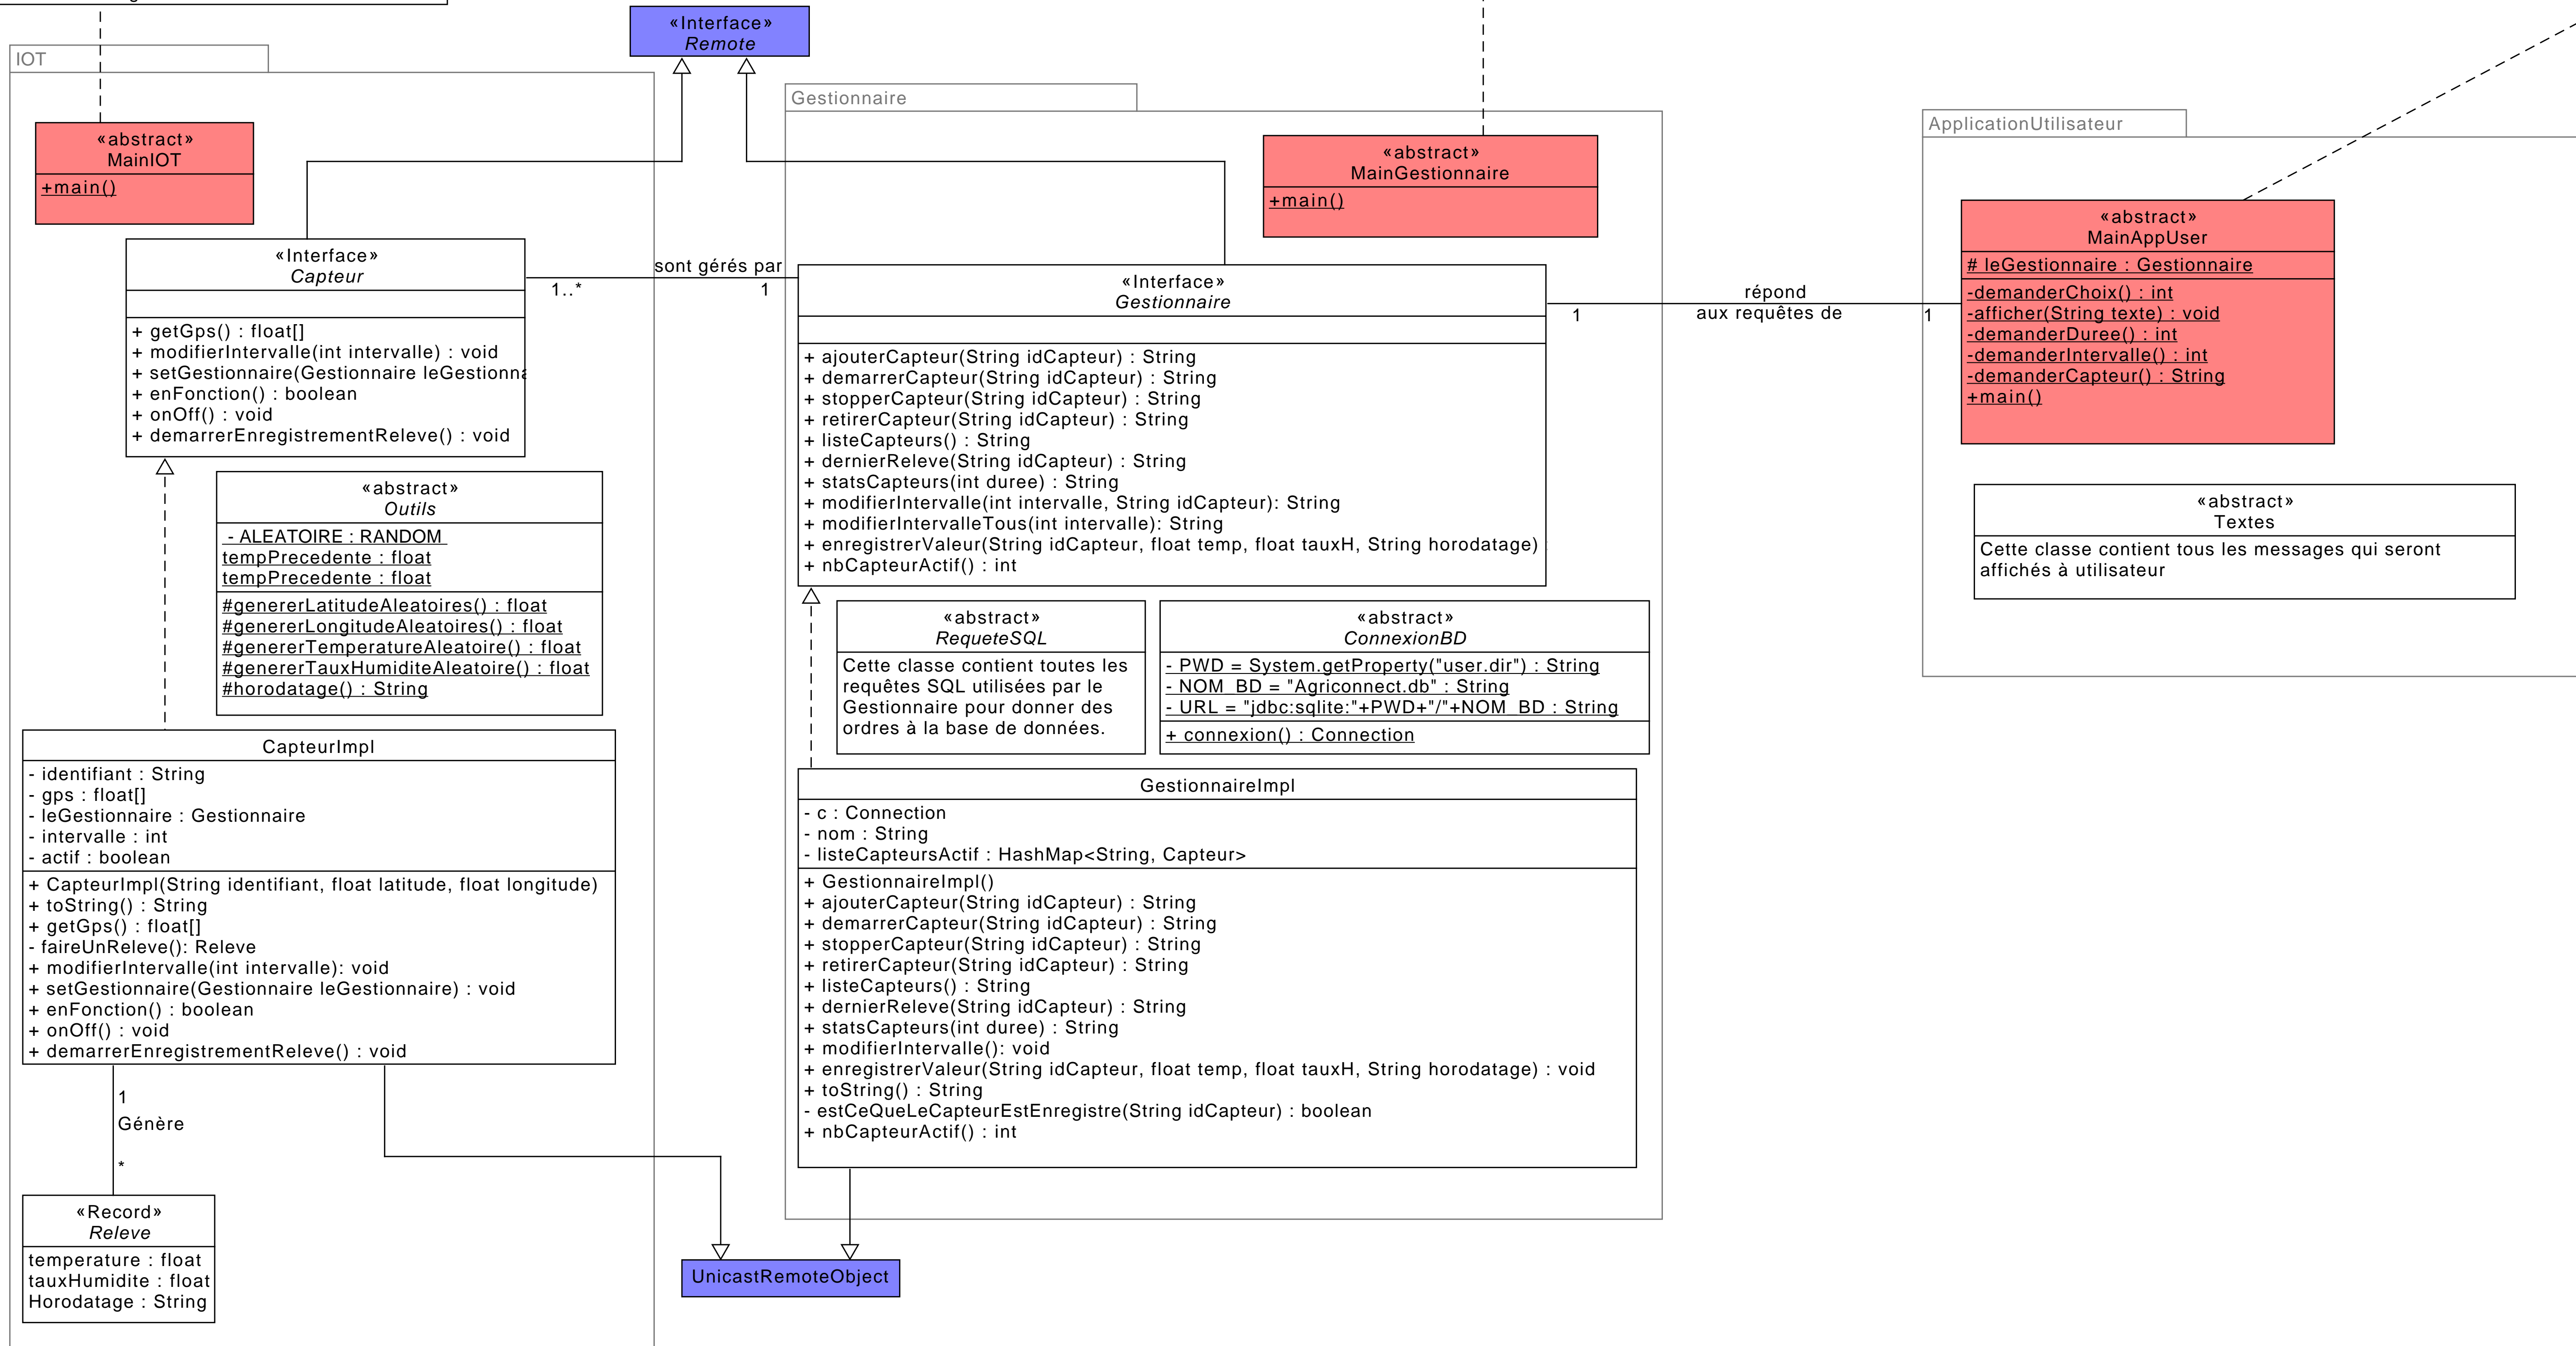 «Interface»
Remote
IOT
«abstract»
MainIOT
+main()
«Interface»
Capteur
+ getGps() : float[]
+ modifierIntervalle(int intervalle) : void
+ setGestionnaire(Gestionnaire leGestionna
+ enFonction() : boolean
+ onOff() : void
+ demarrerEnregistrementReleve() : void
«abstract»
Outils
- ALEATOIRE : RANDOM
tempPrecedente : float
tempPrecedente : float
#genererLatitudeAleatoires() : float
#genererLongitudeAleatoires() : float
#genererTemperatureAleatoire() : float
#genererTauxHumiditeAleatoire() : float
#horodatage() : String
CapteurImpl
- identifiant : String
- gps : float[]
- leGestionnaire : Gestionnaire
- intervalle : int
- actif : boolean
+ CapteurImpl(String identifiant, float latitude, float longitude)
+ toString() : String
+ getGps() : float[]
- faireUnReleve(): Releve
+ modifierIntervalle(int intervalle): void
+ setGestionnaire(Gestionnaire leGestionnaire) : void
+ enFonction() : boolean
+ onOff() : void
+ demarrerEnregistrementReleve() : void
1
Génère
*
«Record»
Releve
temperature : float
tauxHumidite : float
Horodatage : String
sont gérés par
1..*
1
Gestionnaire
«abstract»
MainGestionnaire
+main()
«Interface»
Gestionnaire
+ ajouterCapteur(String idCapteur) : String
+ demarrerCapteur(String idCapteur) : String
+ stopperCapteur(String idCapteur) : String
+ retirerCapteur(String idCapteur) : String
+ listeCapteurs() : String
+ dernierReleve(String idCapteur) : String
+ statsCapteurs(int duree) : String
+ modifierIntervalle(int intervalle, String idCapteur): String
+ modifierIntervalleTous(int intervalle): String
+ enregistrerValeur(String idCapteur, float temp, float tauxH, String horodatage) :
+ nbCapteurActif() : int
«abstract»
RequeteSQL
Cette classe contient toutes les
requêtes SQL utilisées par le
Gestionnaire pour donner des
ordres à la base de données.
«abstract»
ConnexionBD
- PWD = System.getProperty("user.dir") : String
- NOM_BD = "Agriconnect.db" : String
- URL = "jdbc:sqlite:"+PWD+"/"+NOM_BD : String
+ connexion() : Connection
GestionnaireImpl
- c : Connection
- nom : String
- listeCapteursActif : HashMap<String, Capteur>
+ GestionnaireImpl()
+ ajouterCapteur(String idCapteur) : String
+ demarrerCapteur(String idCapteur) : String
+ stopperCapteur(String idCapteur) : String
+ retirerCapteur(String idCapteur) : String
+ listeCapteurs() : String
+ dernierReleve(String idCapteur) : String
+ statsCapteurs(int duree) : String
+ modifierIntervalle(): void
+ enregistrerValeur(String idCapteur, float temp, float tauxH, String horodatage) : void
+ toString() : String
- estCeQueLeCapteurEstEnregistre(String idCapteur) : boolean
+ nbCapteurActif() : int
UnicastRemoteObject
répond
aux requêtes de
1
1
ApplicationUtilisateur
«abstract»
MainAppUser
# leGestionnaire : Gestionnaire
-demanderChoix() : int
-afficher(String texte) : void
-demanderDuree() : int
-demanderIntervalle() : int
-demanderCapteur() : String
+main()
«abstract»
Textes
Cette classe contient tous les messages qui seront
affichés à utilisateur